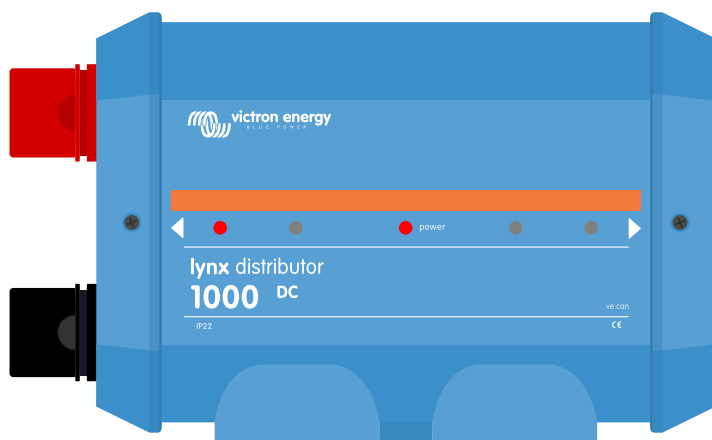 victron energy
BLUE POWER
power
lynx distributor
1000 DC
ve.can
IP22
CE